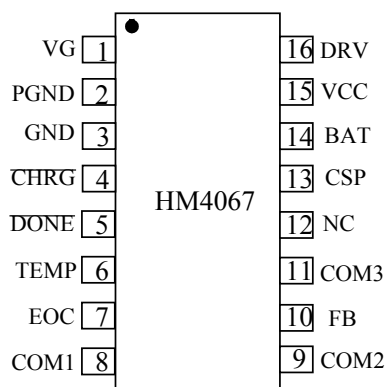 VG 1 16 DRV
PGND 2 15 VCC
GND 3 14 BAT
CHRG 4 13 CSP
HM4067
DONE 5 12 NC
TEMP 6 11 COM3
EOC 7 10 FB
COM1 8 9 COM2